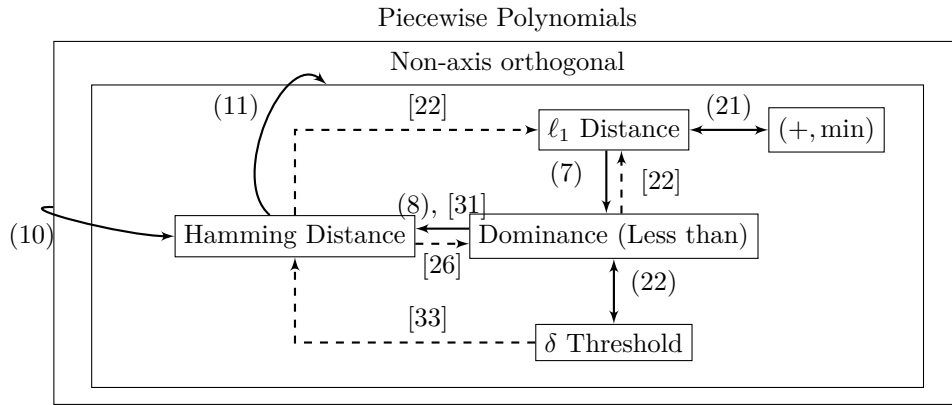 Piecewise Polynomials
Non-axis orthogonal
(11)
[22]
(21)
ℓ₁ Distance
(+, min)
(7)
[22]
(8), [31]
(10)
Hamming Distance
Dominance (Less than)
[26]
(22)
[33]
δ Threshold